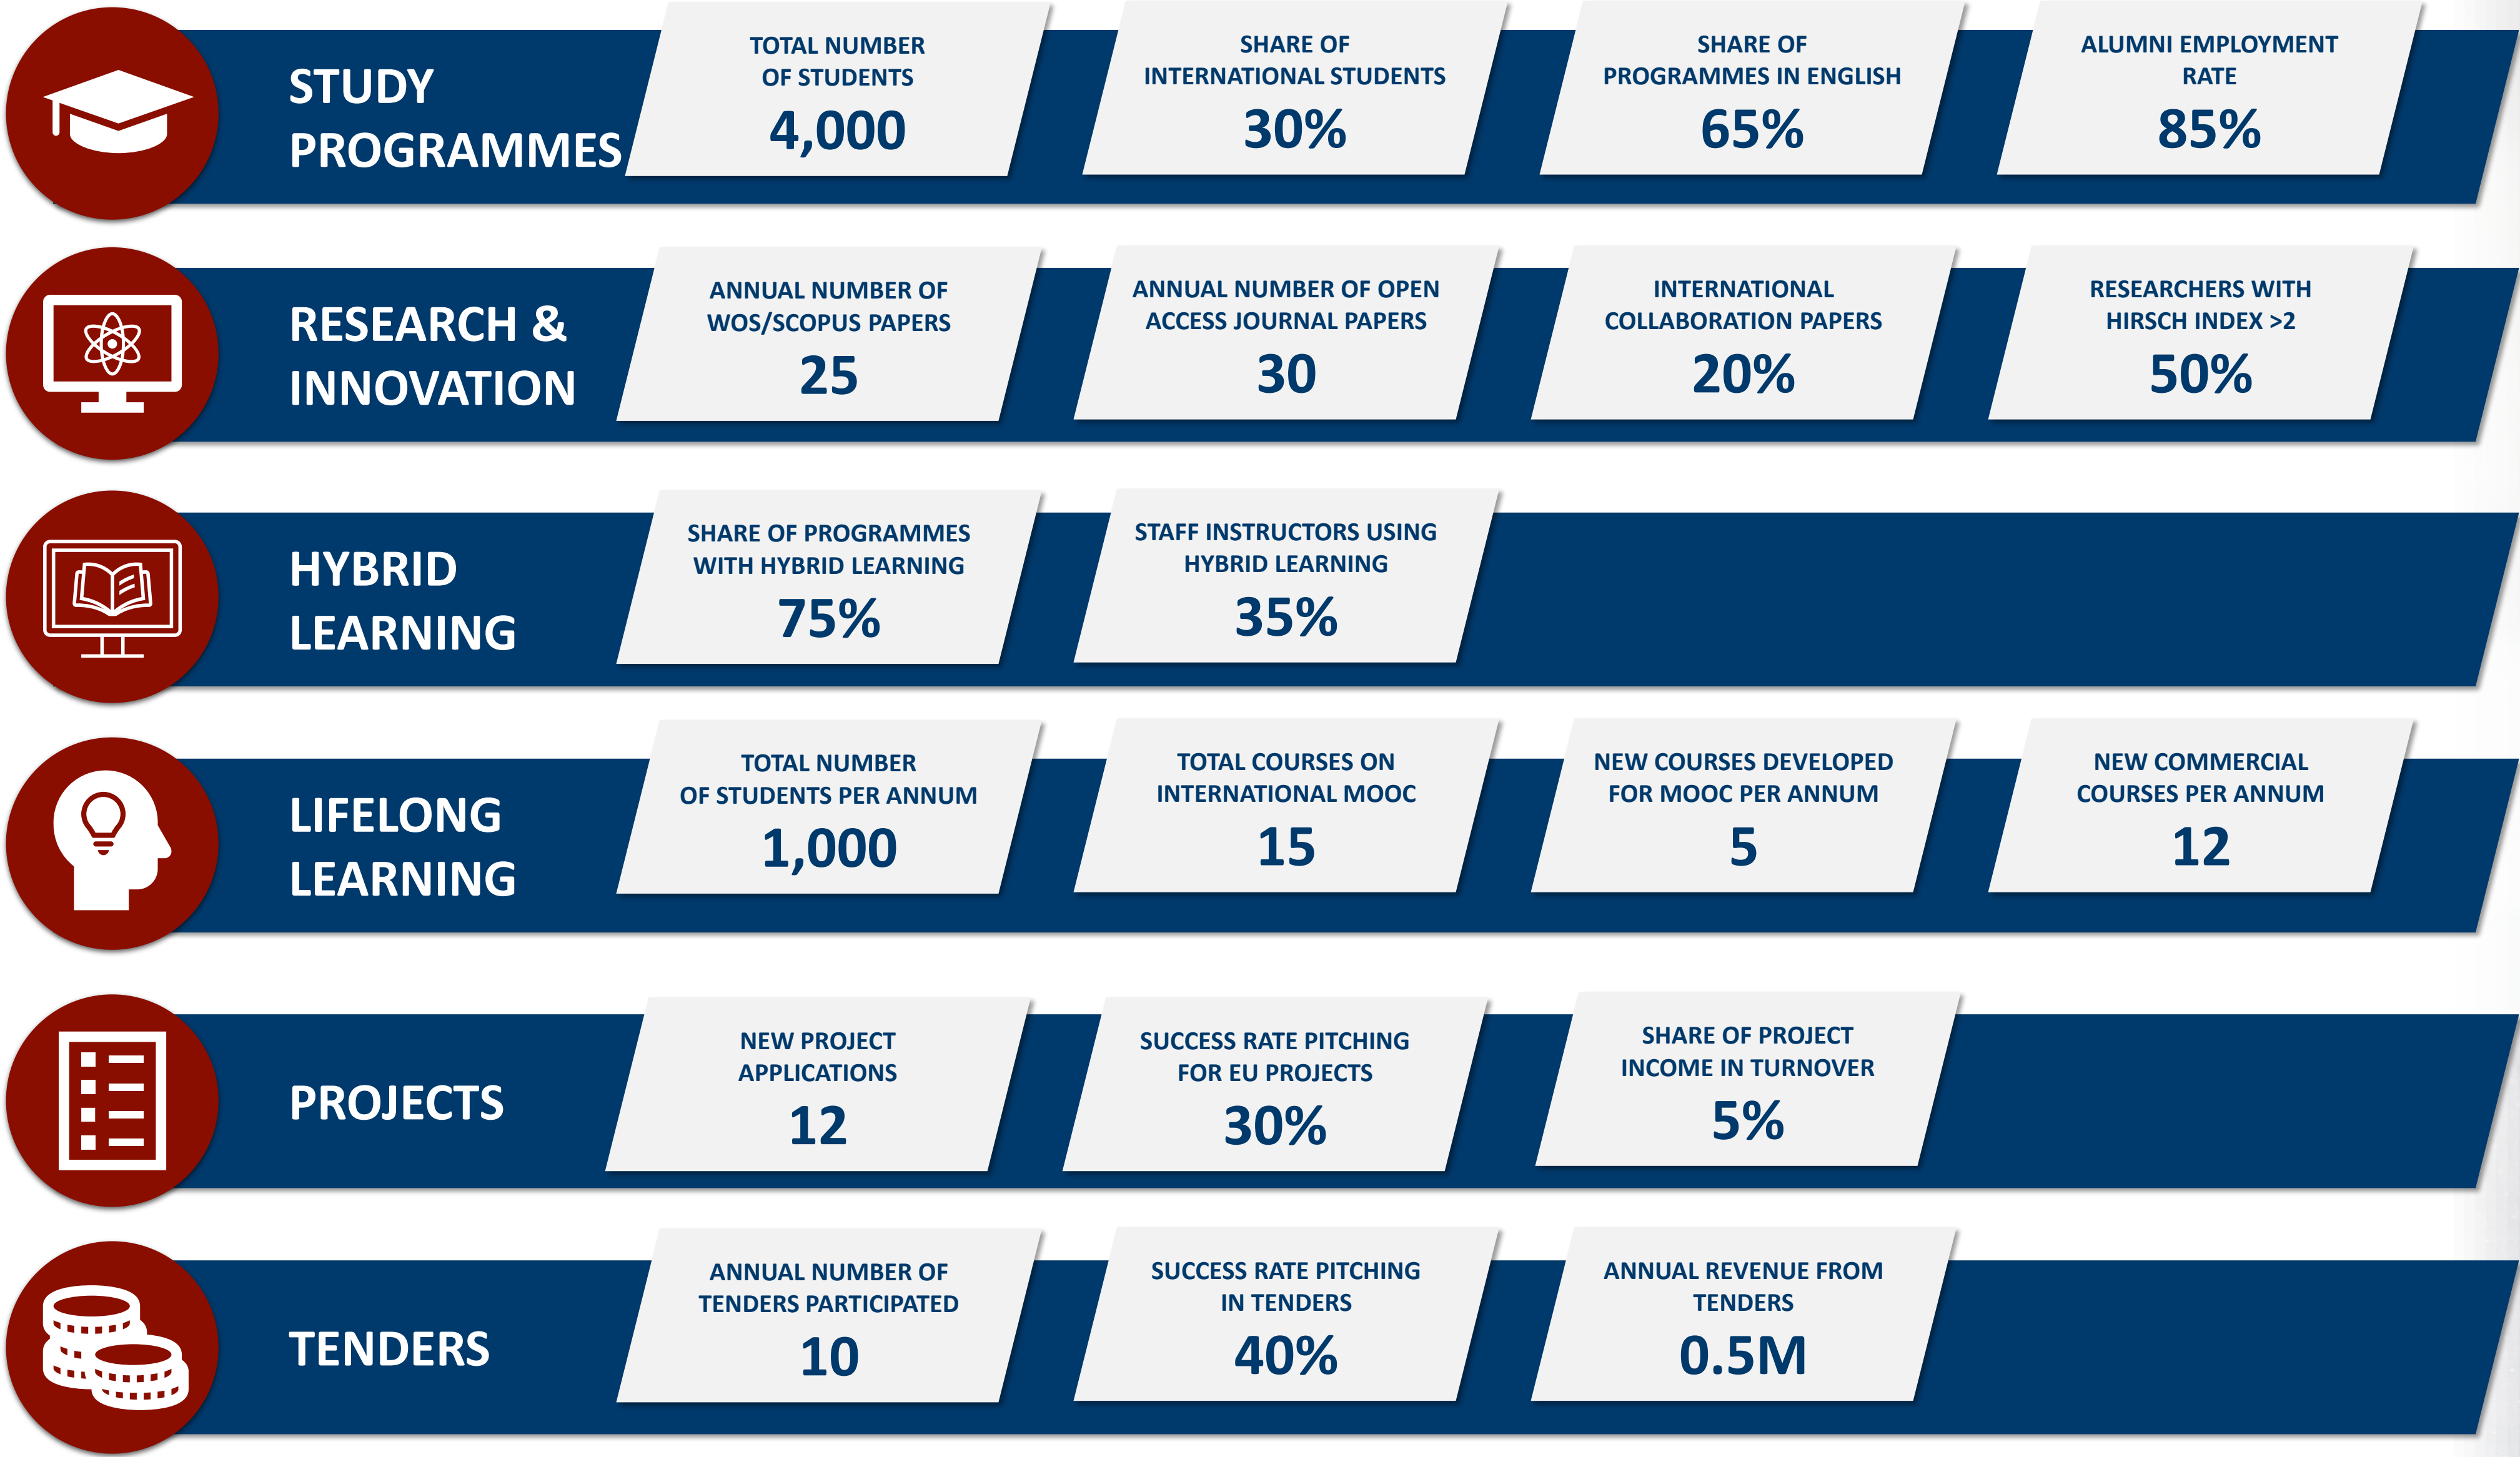 STUDY
PROGRAMMES
TOTAL NUMBER
OF STUDENTS
4,000
SHARE OF
INTERNATIONAL STUDENTS
30%
SHARE OF
PROGRAMMES IN ENGLISH
65%
ALUMNI EMPLOYMENT
RATE
85%
RESEARCH &
INNOVATION
ANNUAL NUMBER OF
WOS/SCOPUS PAPERS
25
ANNUAL NUMBER OF OPEN
ACCESS JOURNAL PAPERS
30
INTERNATIONAL
COLLABORATION PAPERS
20%
RESEARCHERS WITH
HIRSCH INDEX >2
50%
HYBRID
LEARNING
SHARE OF PROGRAMMES
WITH HYBRID LEARNING
75%
STAFF INSTRUCTORS USING
HYBRID LEARNING
35%
LIFELONG
LEARNING
TOTAL NUMBER
OF STUDENTS PER ANNUM
1,000
TOTAL COURSES ON
INTERNATIONAL MOOC
15
NEW COURSES DEVELOPED
FOR MOOC PER ANNUM
5
NEW COMMERCIAL
COURSES PER ANNUM
12
PROJECTS
NEW PROJECT
APPLICATIONS
12
SUCCESS RATE PITCHING
FOR EU PROJECTS
30%
SHARE OF PROJECT
INCOME IN TURNOVER
5%
TENDERS
ANNUAL NUMBER OF
TENDERS PARTICIPATED
10
SUCCESS RATE PITCHING
IN TENDERS
40%
ANNUAL REVENUE FROM
TENDERS
0.5M